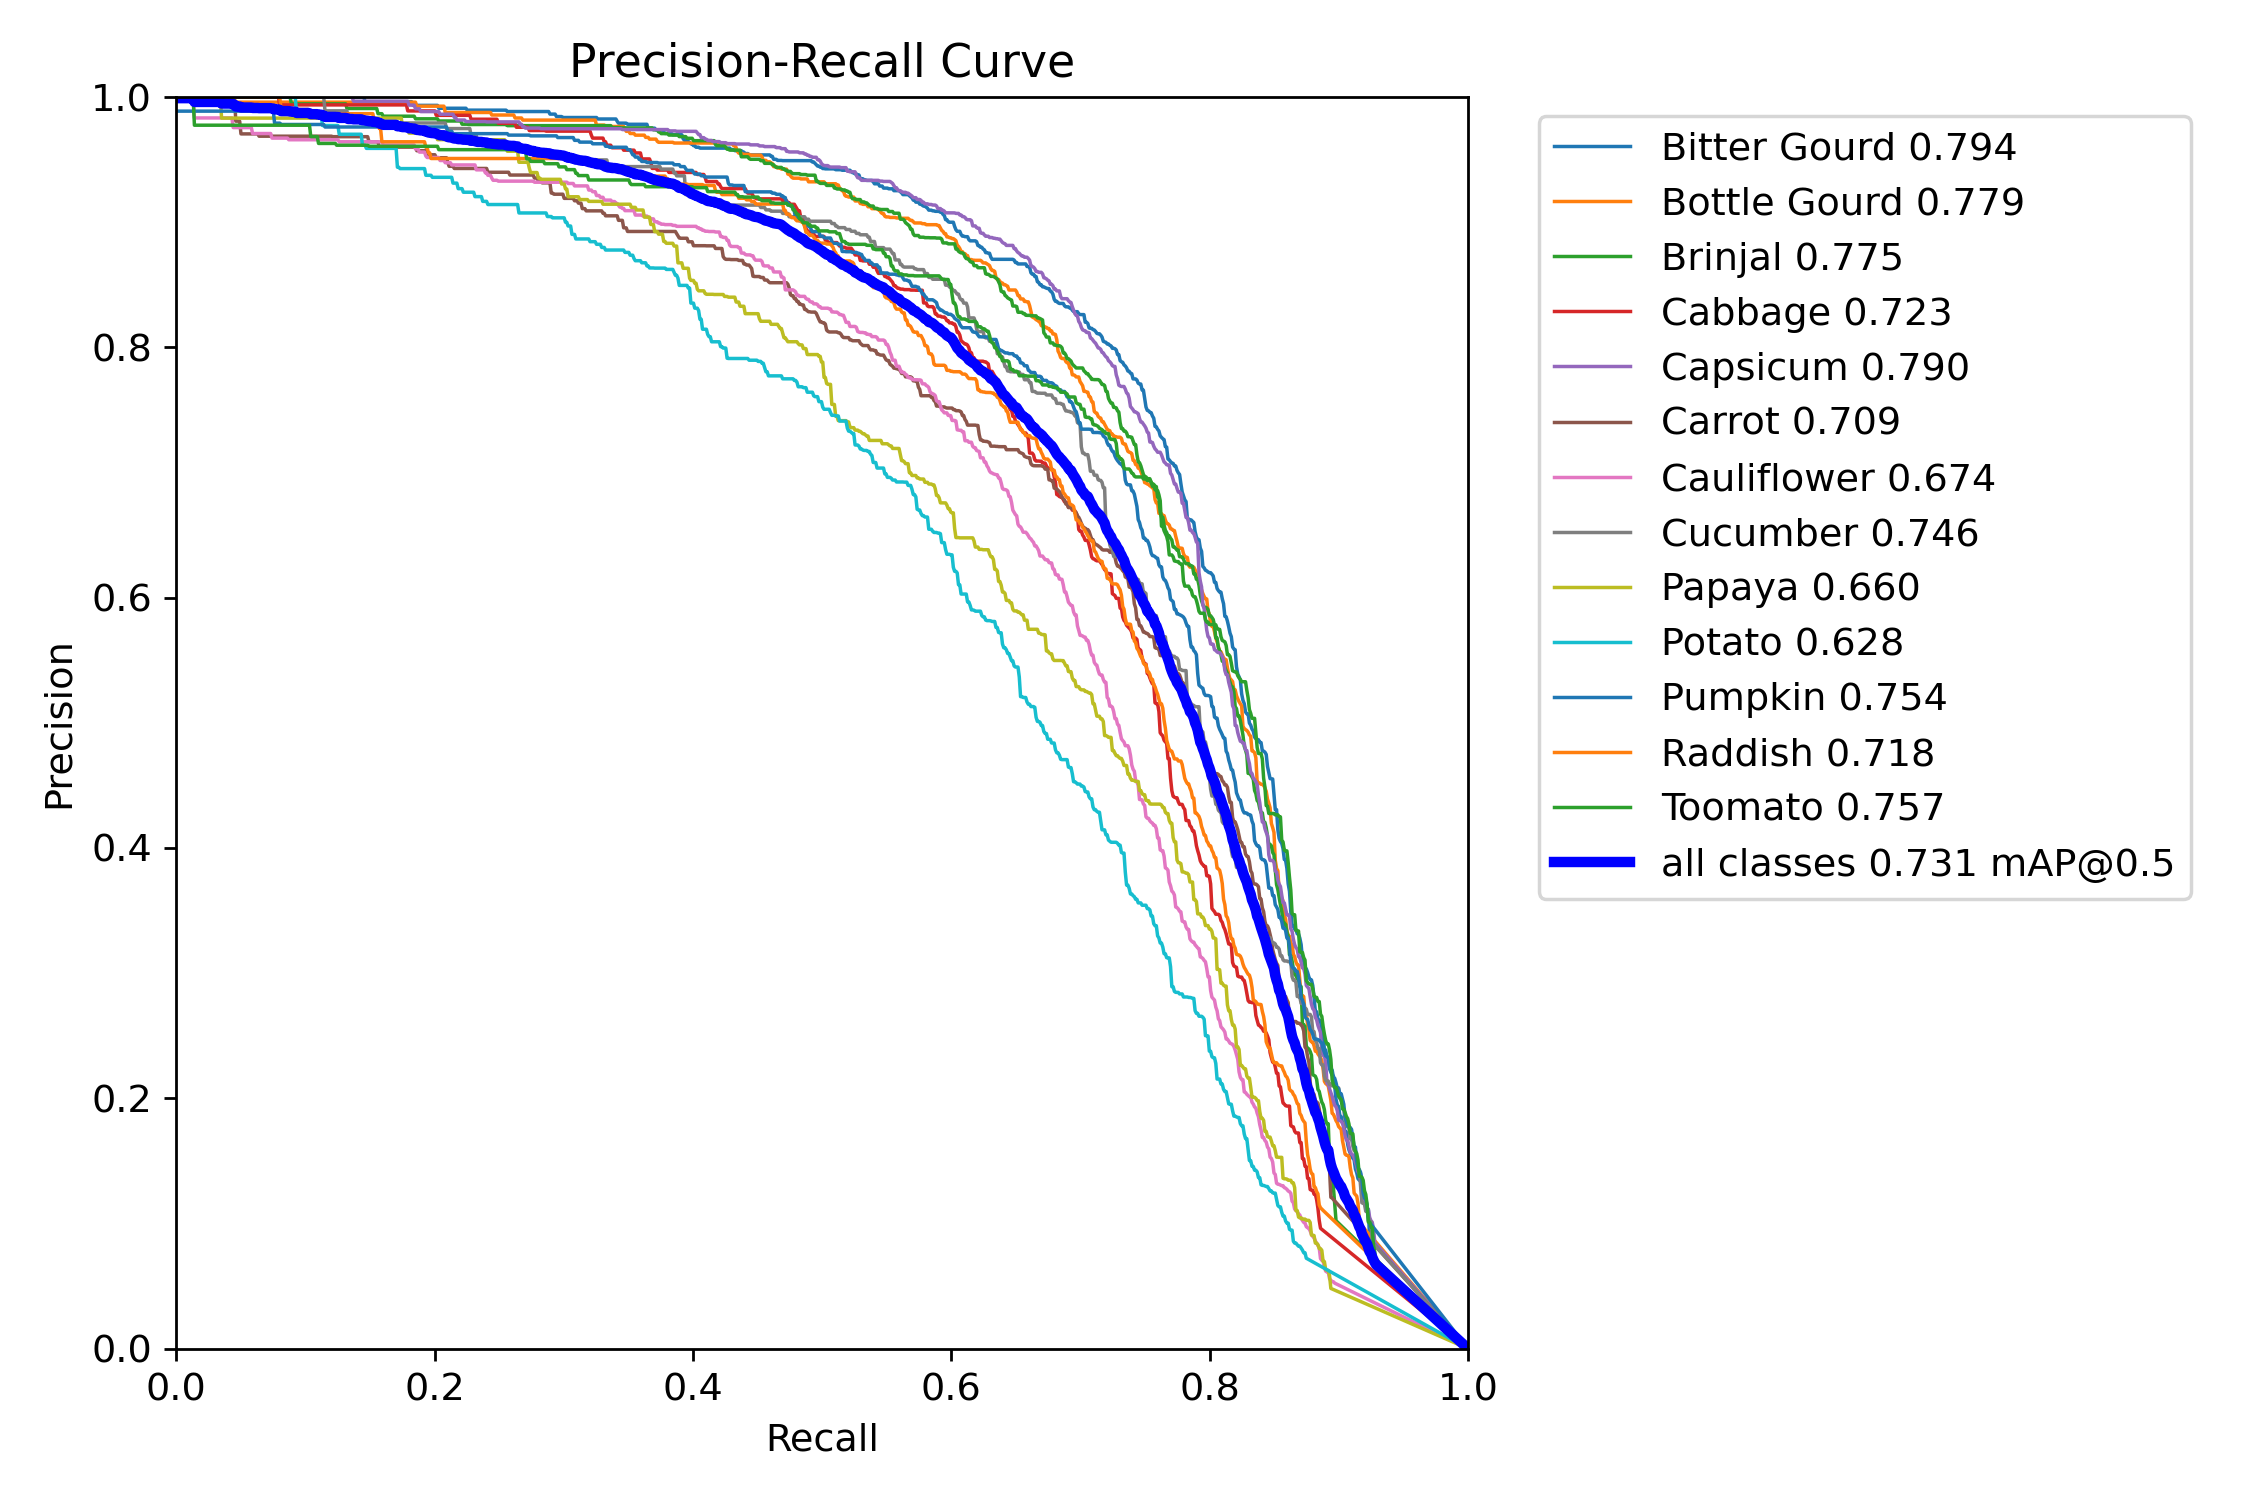 Precision-Recall Curve
1.0
0.8
0.6
0.4
0.2
0.0
Precision
0.0 0.2 0.4 0.6 0.8 1.0
Recall
Bitter Gourd 0.794
Bottle Gourd 0.779
Brinjal 0.775
Cabbage 0.723
Capsicum 0.790
Carrot 0.709
Cauliflower 0.674
Cucumber 0.746
Papaya 0.660
Potato 0.628
Pumpkin 0.754
Raddish 0.718
Toomato 0.757
all classes 0.731 mAP@0.5